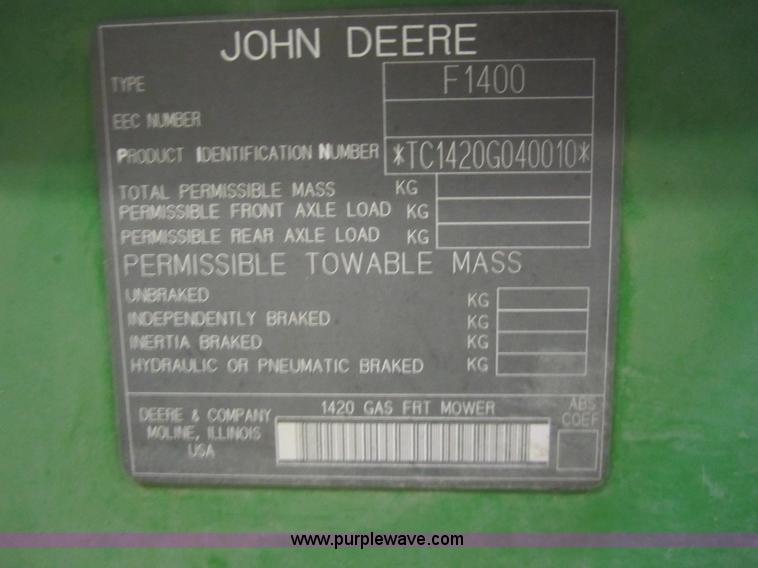 JOHN DEERE
TYPE F1400
EEC NUMBER
PRODUCT IDENTIFICATION NUMBER *TC1420G040010*
TOTAL PERMISSIBLE MASS KG
PERMISSIBLE FRONT AXLE LOAD KG
PERMISSIBLE REAR AXLE LOAD KG
PERMISSIBLE TOWABLE MASS
UNBRAKED KG
INDEPENDENTLY BRAKED KG
INERTIA BRAKED KG
HYDRAULIC OR PNEUMATIC BRAKED KG
DEERE & COMPANY
MOLINE, ILLINOIS
USA
1420 GAS FRT MOWER
ABS
COEF
www.purplewave.com